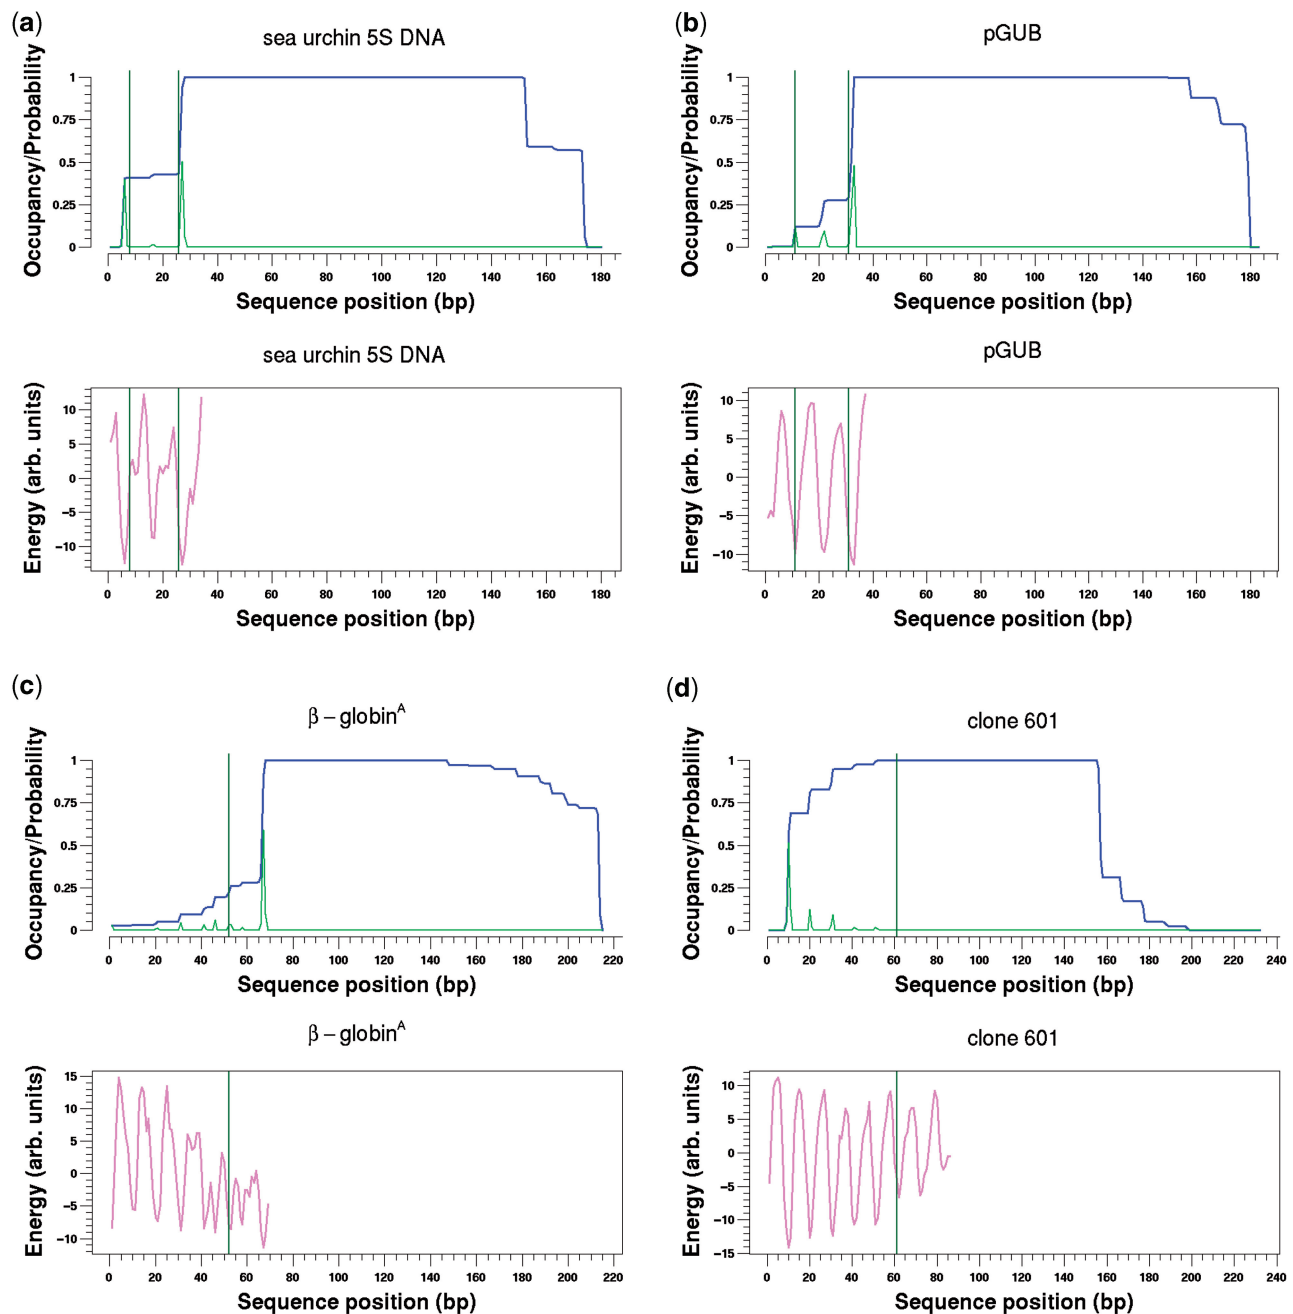 (a)
sea urchin 5S DNA
Occupancy/Probability
1
0.75
0.5
0.25
0
0 20 40 60 80 100 120 140 160 180
Sequence position (bp)
sea urchin 5S DNA
Energy (arb. units)
10
5
0
−5
−10
0 20 40 60 80 100 120 140 160 180
Sequence position (bp)
(b)
pGUB
Occupancy/Probability
1
0.75
0.5
0.25
0
0 20 40 60 80 100 120 140 160 180
Sequence position (bp)
pGUB
Energy (arb. units)
10
5
0
−5
−10
0 20 40 60 80 100 120 140 160 180
Sequence position (bp)
(c)
β − globinᴬ
Occupancy/Probability
1
0.75
0.5
0.25
0
0 20 40 60 80 100 120 140 160 180 200 220
Sequence position (bp)
β − globinᴬ
Energy (arb. units)
15
10
5
0
−5
−10
0 20 40 60 80 100 120 140 160 180 200 220
Sequence position (bp)
(d)
clone 601
Occupancy/Probability
1
0.75
0.5
0.25
0
0 20 40 60 80 100 120 140 160 180 200 220 240
Sequence position (bp)
clone 601
Energy (arb. units)
10
5
0
−5
−10
−15
0 20 40 60 80 100 120 140 160 180 200 220 240
Sequence position (bp)